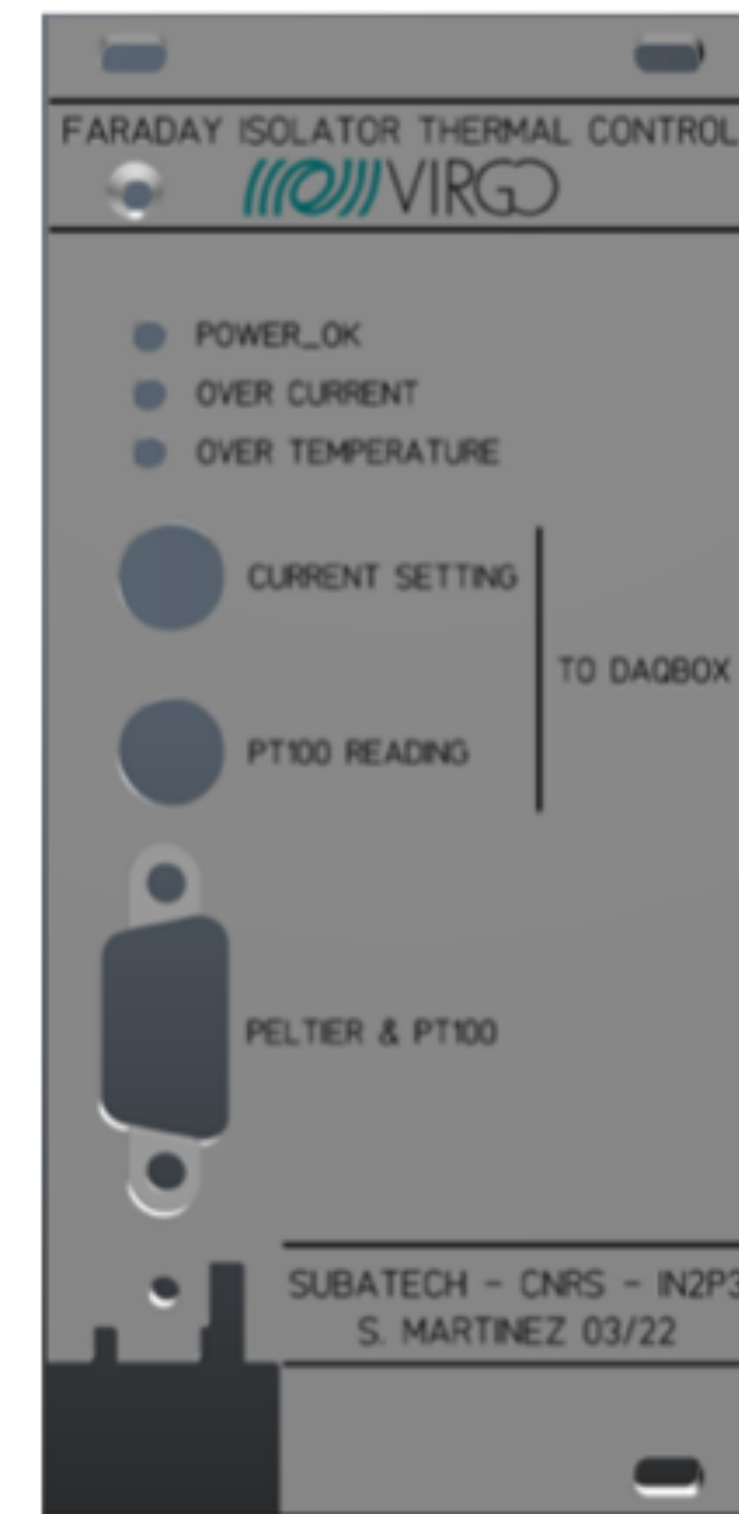 FARADAY ISOLATOR THERMAL CONTROL
VIRGO
POWER_OK
OVER CURRENT
OVER TEMPERATURE
CURRENT SETTING
TO DAQBOX
PT100 READING
PELTIER & PT100
SUBATECH - CNRS - IN2P3
S. MARTINEZ 03/22